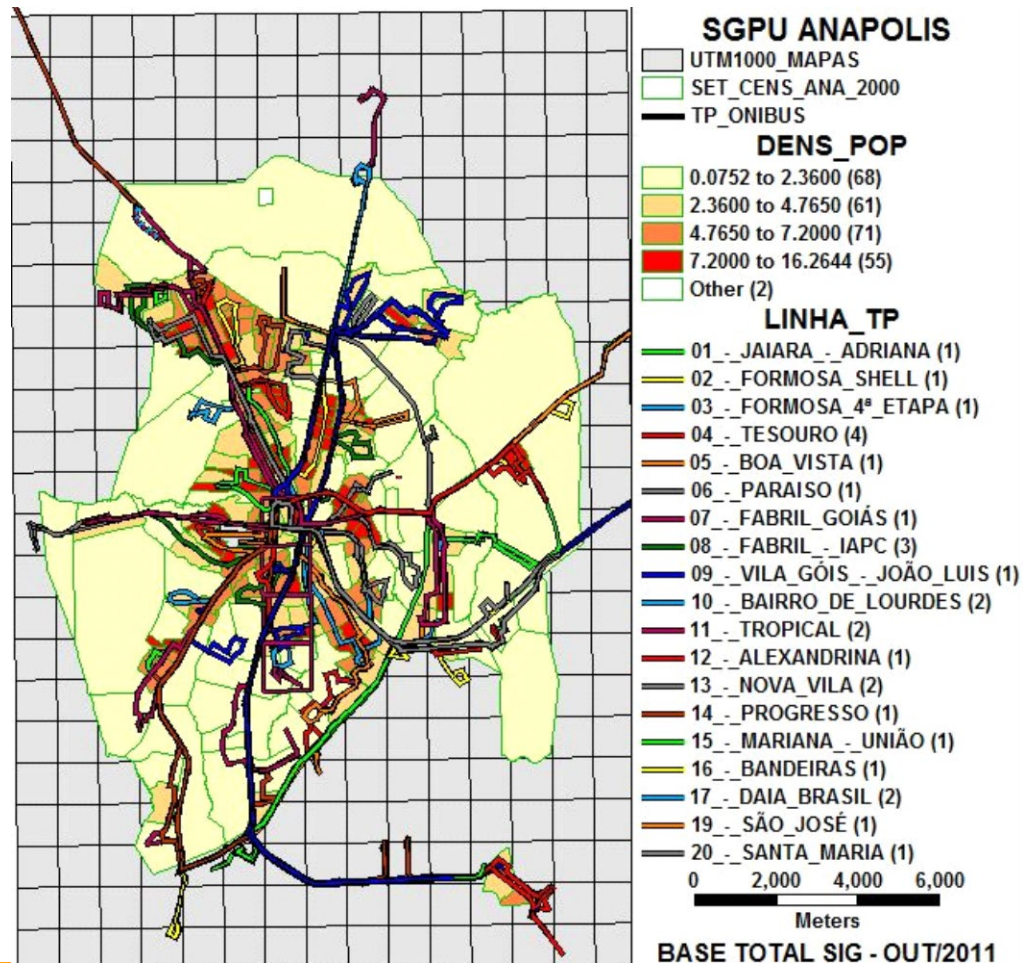 SGPU ANAPOLIS
UTM1000_MAPAS
SET_CENS_ANA_2000
TP_ONIBUS
DENS_POP
0.0752 to 2.3600 (68)
2.3600 to 4.7650 (61)
4.7650 to 7.2000 (71)
7.2000 to 16.2644 (55)
Other (2)
LINHA_TP
01_-_JAIARA_-_ADRIANA (1)
02_-_FORMOSA_SHELL (1)
03_-_FORMOSA_4ª_ETAPA (1)
04_-_TESOURO (4)
05_-_BOA_VISTA (1)
06_-_PARAISO (1)
07_-_FABRIL_GOIÁS (1)
08_-_FABRIL_-_IAPC (3)
09_-_VILA_GÓIS_-_JOÃO_LUIS (1)
10_-_BAIRRO_DE_LOURDES (2)
11_-_TROPICAL (2)
12_-_ALEXANDRINA (1)
13_-_NOVA_VILA (2)
14_-_PROGRESSO (1)
15_-_MARIANA_-_UNIÃO (1)
16_-_BANDEIRAS (1)
17_-_DAIA_BRASIL (2)
19_-_SÃO_JOSÉ (1)
20_-_SANTA_MARIA (1)
0 2,000 4,000 6,000
Meters
BASE TOTAL SIG - OUT/2011